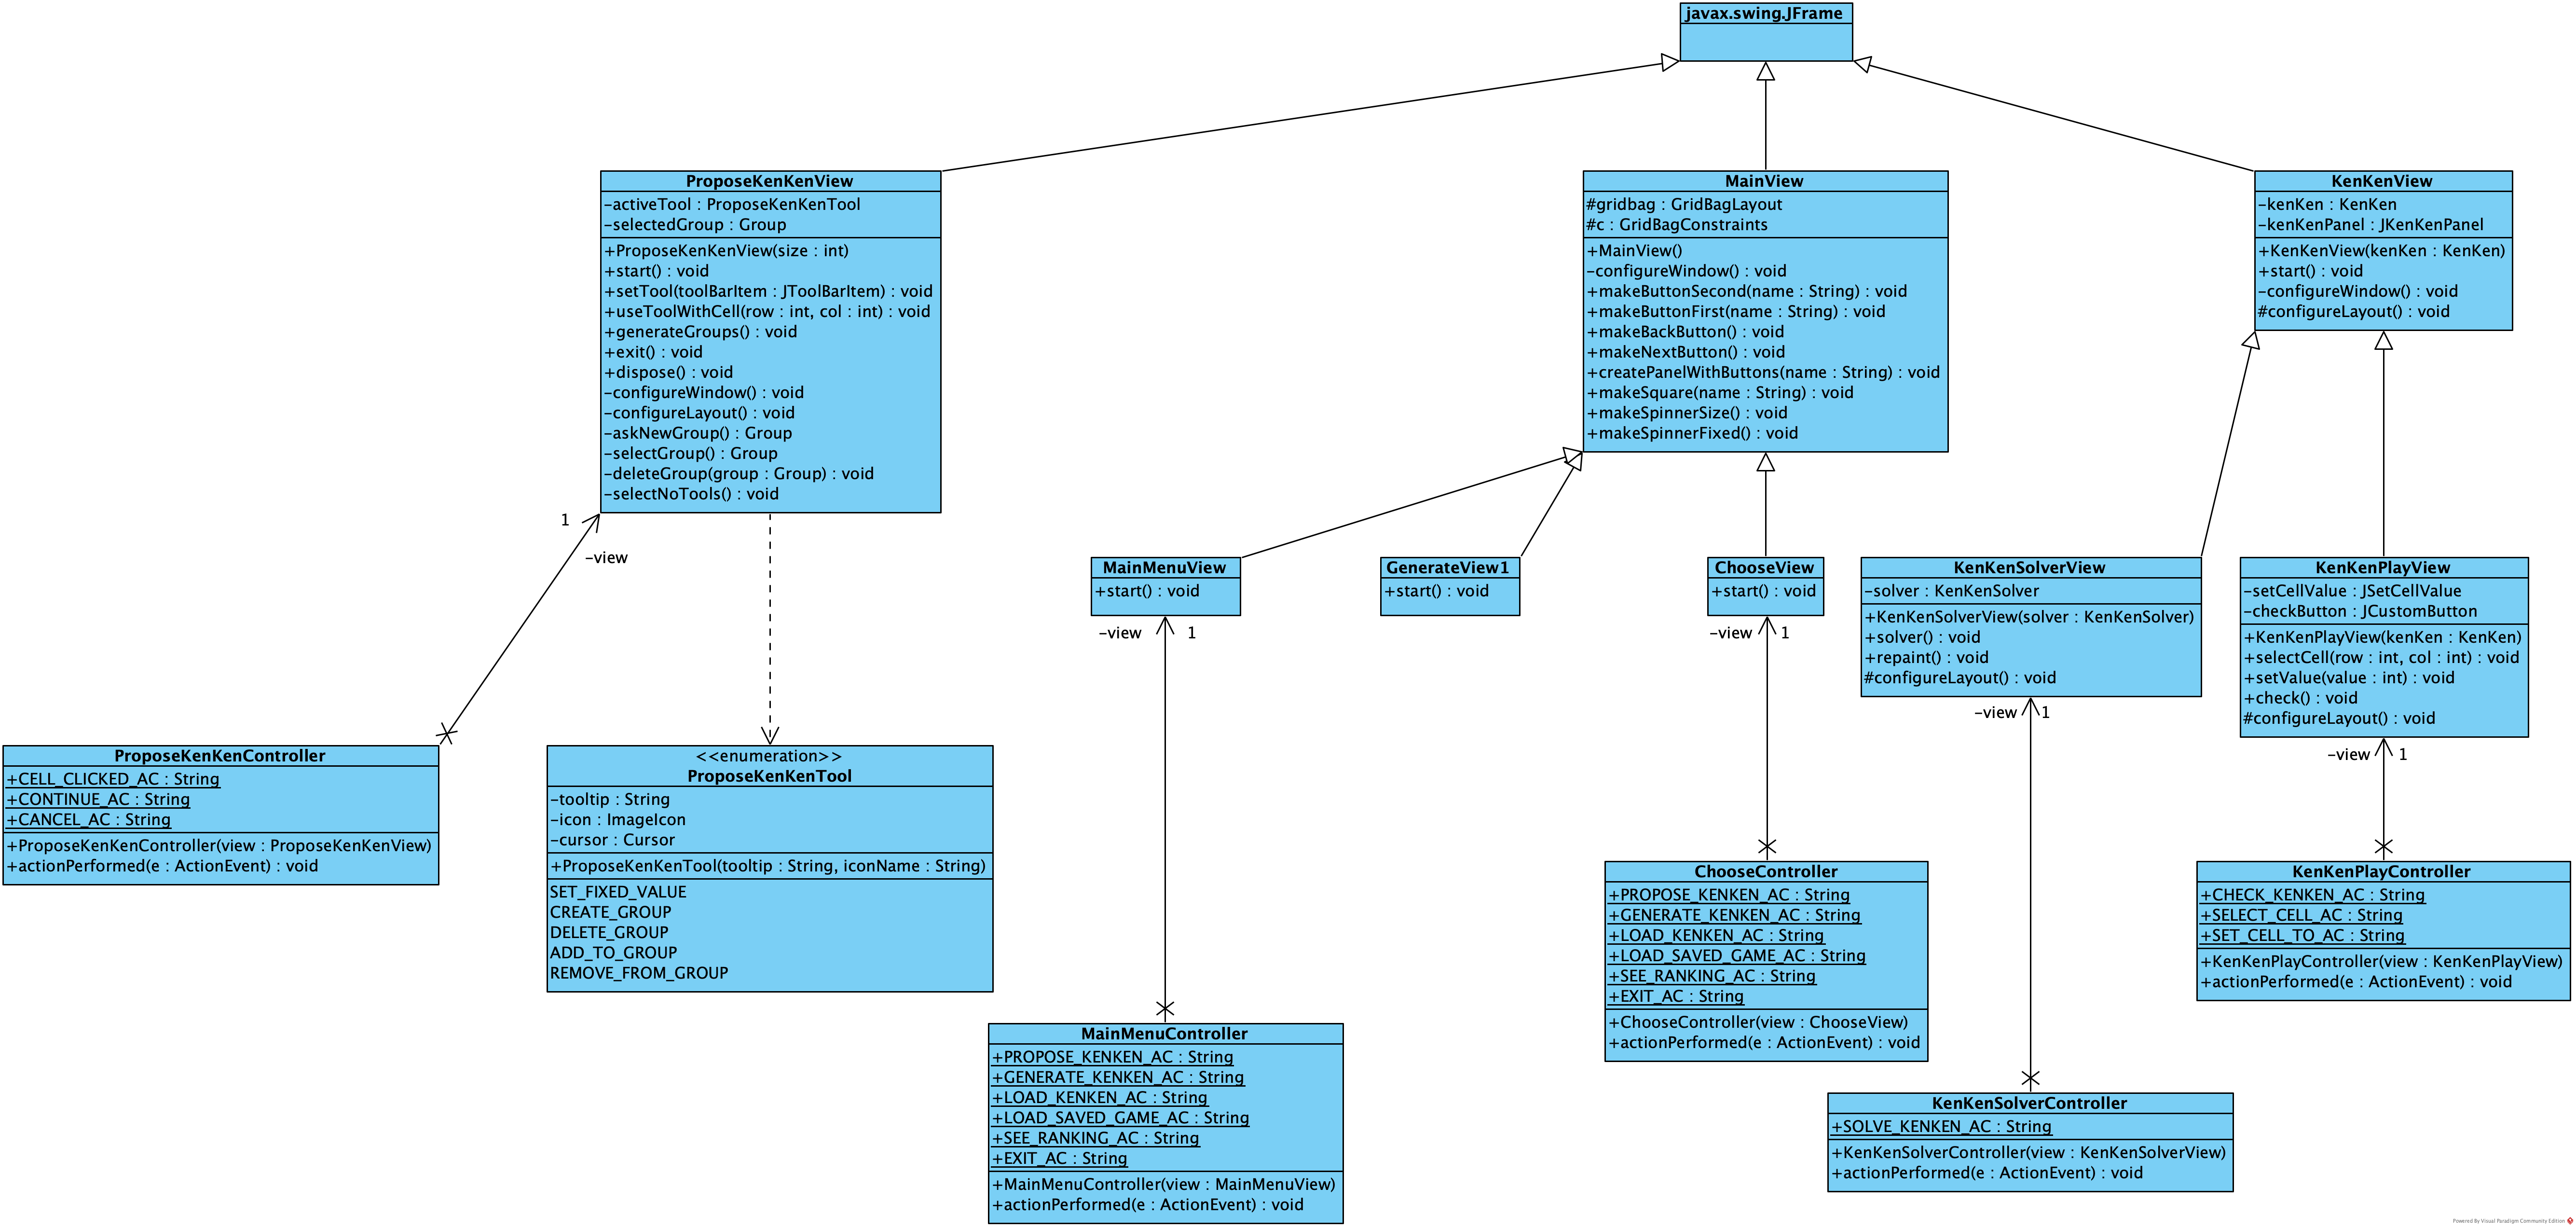 javax.swing.JFrame
ProposeKenKenView
-activeTool : ProposeKenKenTool
-selectedGroup : Group
+ProposeKenKenView(size : int)
+start() : void
+setTool(toolBarItem : JToolBarItem) : void
+useToolWithCell(row : int, col : int) : void
+generateGroups() : void
+exit() : void
+dispose() : void
-configureWindow() : void
-configureLayout() : void
-askNewGroup() : Group
-selectGroup() : Group
-deleteGroup(group : Group) : void
-selectNoTools() : void
MainView
#gridbag : GridBagLayout
#c : GridBagConstraints
+MainView()
-configureWindow() : void
+makeButtonSecond(name : String) : void
+makeButtonFirst(name : String) : void
+makeBackButton() : void
+makeNextButton() : void
+createPanelWithButtons(name : String) : void
+makeSquare(name : String) : void
+makeSpinnerSize() : void
+makeSpinnerFixed() : void
KenKenView
-kenKen : KenKen
-kenKenPanel : JKenKenPanel
+KenKenView(kenKen : KenKen)
+start() : void
-configureWindow() : void
#configureLayout() : void
1
-view
MainMenuView
+start() : void
-view
1
GenerateView1
+start() : void
ChooseView
+start() : void
-view
1
KenKenSolverView
-solver : KenKenSolver
+KenKenSolverView(solver : KenKenSolver)
+solver() : void
+repaint() : void
#configureLayout() : void
-view
1
KenKenPlayView
-setCellValue : JSetCellValue
-checkButton : JCustomButton
+KenKenPlayView(kenKen : KenKen)
+selectCell(row : int, col : int) : void
+setValue(value : int) : void
+check() : void
#configureLayout() : void
-view
1
ProposeKenKenController
+CELL_CLICKED_AC : String
+CONTINUE_AC : String
+CANCEL_AC : String
+ProposeKenKenController(view : ProposeKenKenView)
+actionPerformed(e : ActionEvent) : void
<<enumeration>>
ProposeKenKenTool
-tooltip : String
-icon : ImageIcon
-cursor : Cursor
+ProposeKenKenTool(tooltip : String, iconName : String)
SET_FIXED_VALUE
CREATE_GROUP
DELETE_GROUP
ADD_TO_GROUP
REMOVE_FROM_GROUP
MainMenuController
+PROPOSE_KENKEN_AC : String
+GENERATE_KENKEN_AC : String
+LOAD_KENKEN_AC : String
+LOAD_SAVED_GAME_AC : String
+SEE_RANKING_AC : String
+EXIT_AC : String
+MainMenuController(view : MainMenuView)
+actionPerformed(e : ActionEvent) : void
ChooseController
+PROPOSE_KENKEN_AC : String
+GENERATE_KENKEN_AC : String
+LOAD_KENKEN_AC : String
+LOAD_SAVED_GAME_AC : String
+SEE_RANKING_AC : String
+EXIT_AC : String
+ChooseController(view : ChooseView)
+actionPerformed(e : ActionEvent) : void
KenKenPlayController
+CHECK_KENKEN_AC : String
+SELECT_CELL_AC : String
+SET_CELL_TO_AC : String
+KenKenPlayController(view : KenKenPlayView)
+actionPerformed(e : ActionEvent) : void
KenKenSolverController
+SOLVE_KENKEN_AC : String
+KenKenSolverController(view : KenKenSolverView)
+actionPerformed(e : ActionEvent) : void
Powered By Visual Paradigm Community Edition